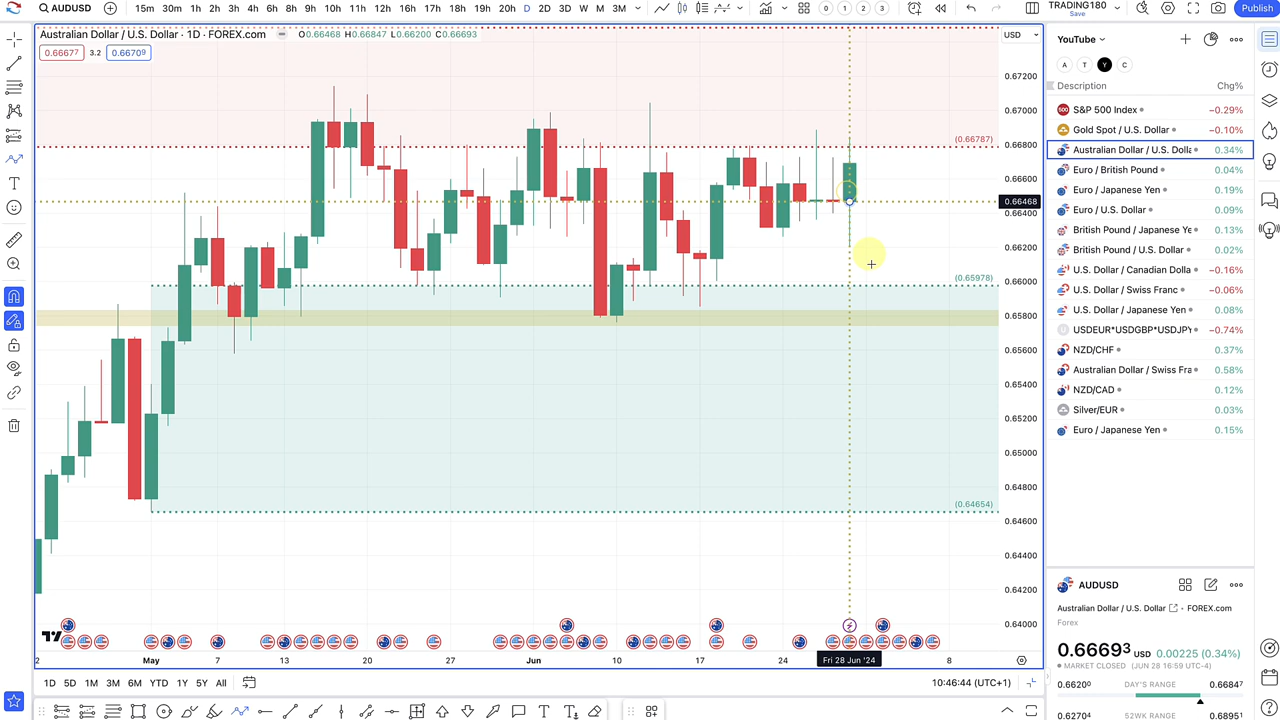 AUDUSD 15m 30m 1h 2h 3h 4h 5h 6h 7h 8h 9h 10h 11h 12h 16h 17h 18h 19h 20h D 2D 3D W M 3M 0 1 2 3 TRADING180 Save Publish
Australian Dollar / U.S. Dollar · 1D · FOREX.com O0.66468 H0.66847 L0.66200 C0.66693 USD
0.66677 3.2 0.66709
YouTube
A T Y C
Description Chg%
S&P 500 Index −0.29%
Gold Spot / U.S. Dollar −0.10%
Australian Dollar / U.S. Dolla 0.34%
Euro / British Pound 0.04%
Euro / Japanese Yen 0.19%
Euro / U.S. Dollar 0.09%
British Pound / Japanese Ye 0.13%
British Pound / U.S. Dollar 0.02%
U.S. Dollar / Canadian Dolla −0.16%
U.S. Dollar / Swiss Franc −0.06%
U.S. Dollar / Japanese Yen 0.08%
USDEUR*USDGBP*USDJPY −0.74%
NZD/CHF 0.37%
Australian Dollar / Swiss Fra 0.58%
NZD/CAD 0.12%
Silver/EUR 0.03%
Euro / Japanese Yen 0.15%
0.67200
0.67000
0.66800
0.66600
0.66468
0.66400
0.66200
0.66000
0.65800
0.65600
0.65400
0.65200
0.65000
0.64800
0.64600
0.64400
0.64200
0.64000
(0.66787)
(0.65978)
(0.64654)
2 May 7 13 20 27 Jun 10 17 24 Fri 28 Jun '24 8
1D 5D 1M 3M 6M YTD 1Y 5Y All 10:46:44 (UTC+1)
AUDUSD
Australian Dollar / U.S. Dollar • FOREX.com
Forex
0.66693 USD 0.00225 (0.34%)
MARKET CLOSED (JUN 28 16:59 UTC-4)
0.66200 DAY'S RANGE 0.66847
0.62704 52WK RANGE 0.68951